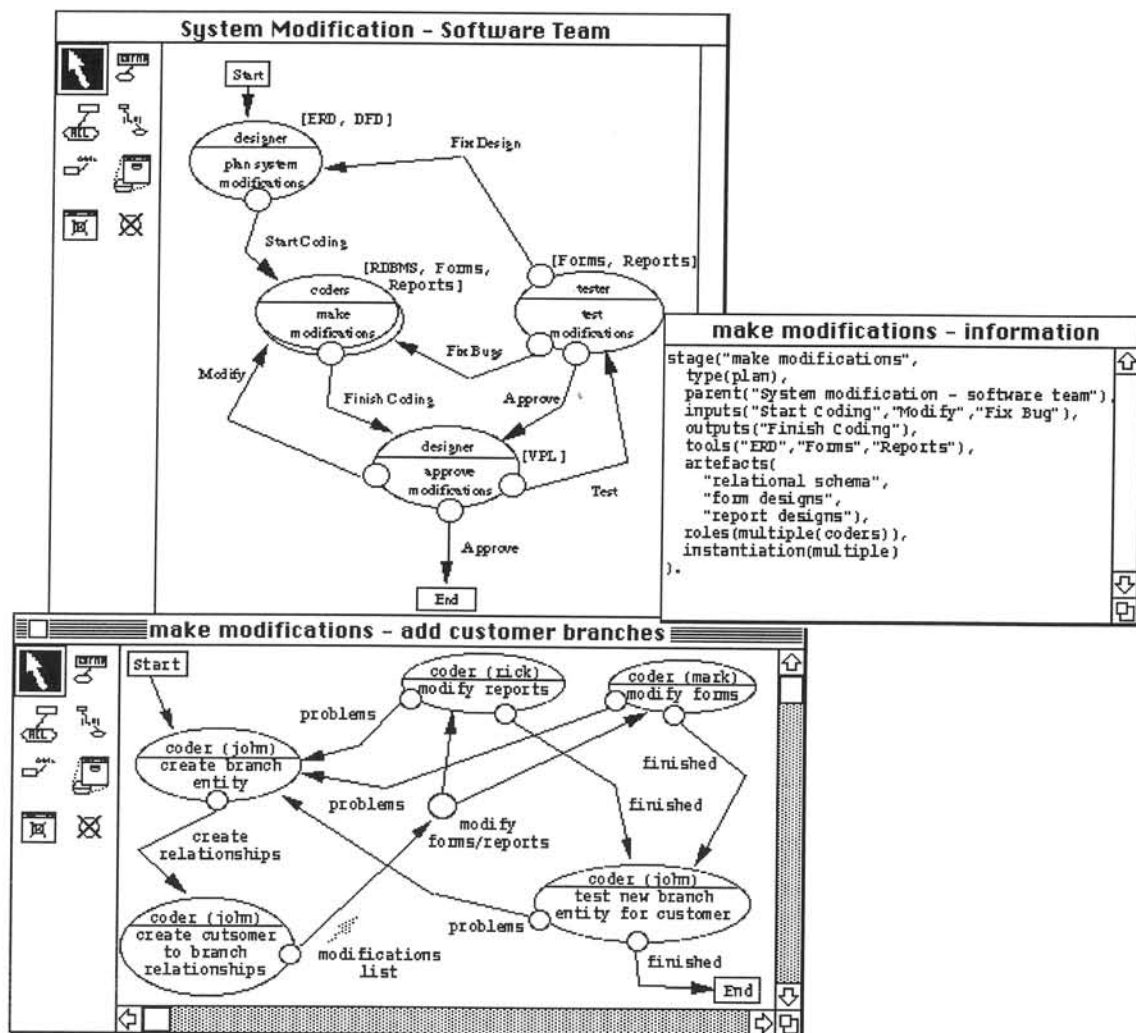 System Modification - Software Team
Start
[ERD, DFD]
designer
plan system
modifications
Fix Design
Start Coding
[RDBMS, Forms,
Reports]
[Forms, Reports]
coders
make
modifications
tester
test
modifications
Fix Bugs
Modify
Finish Coding
Approve
designer
approve
modifications
[VPL]
Test
Approve
End
make modifications - information
stage("make modifications",
type(plan),
parent("System modification - software team"),
inputs("Start Coding","Modify","Fix Bug"),
outputs("Finish Coding"),
tools("ERD","Forms","Reports"),
artefacts(
"relational schema",
"form designs",
"report designs"),
roles(multiple(coders)),
instantiation(multiple)
).
make modifications - add customer branches
Start
coder (rick)
modify reports
coder (mark)
modify forms
problems
coder (john)
create branch
entity
finished
problems
finished
modify
forms/reports
create
relationships
coder (john)
test new branch
entity for customer
coder (john)
create cutsomer
to branch
relationships
problems
modifications
list
finished
End